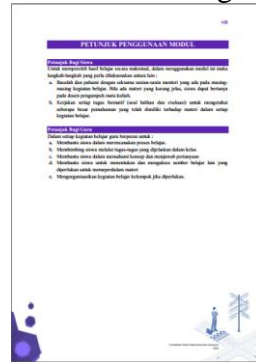 PETUNJUK PENGGUNAAN MODUL
Petunjuk Bagi Siswa
Untuk memperoleh hasil belajar secara maksimal, dalam menggunakan modul ini maka
langkah-langkah yang perlu dilaksanakan antara lain :
a. Bacalah dan pahami dengan seksama uraian-uraian materi yang ada pada masing-
masing kegiatan belajar. Bila ada materi yang kurang jelas, siswa dapat bertanya
pada dosen pengampuh mata kuliah.
b. Kerjakan setiap tugas formatif (soal latihan dan evaluasi) untuk mengetahui
seberapa besar pemahaman yang telah dimiliki terhadap materi dalam setiap
kegiatan belajar.
Petunjuk Bagi Guru
Dalam setiap kegiatan belajar guru berperan untuk :
a. Membantu siswa dalam merencanakan proses belajar.
b. Membimbing siswa melalui tugas-tugas yang dijelaskan dalam kelas
c. Membantu siswa dalam memahami konsep dan menjawab pertanyaan
d. Membantu siswa untuk menentukan dan mengakses sumber belajar lain yang
diperlukan untuk memperdalam materi
e. Mengorganisasikan kegiatan belajar kelompok jika diperlukan.